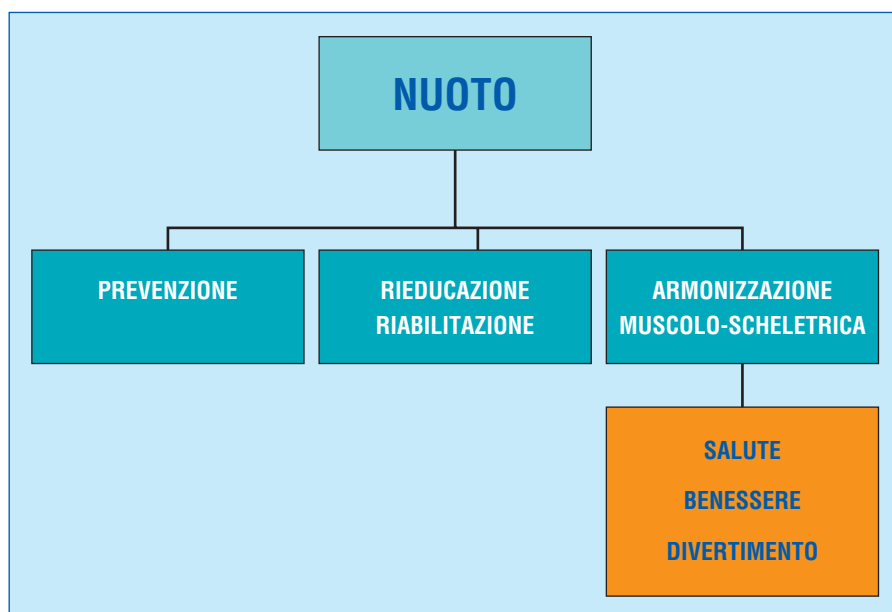 NUOTO
PREVENZIONE
RIEDUCAZIONE
RIABILITAZIONE
ARMONIZZAZIONE
MUSCOLO-SCHELETRICA
SALUTE
BENESSERE
DIVERTIMENTO